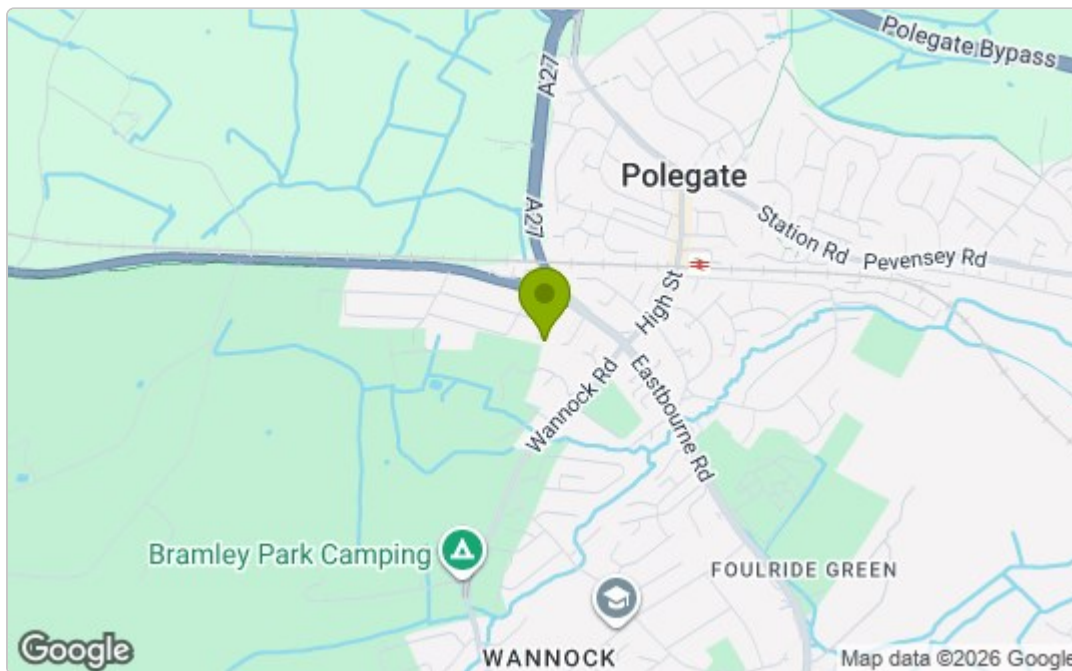 Polegate Bypass
A27
Polegate
A27
Station Rd
Pevensey Rd
High St
Wannock Rd
Eastbourne Rd
Bramley Park Camping
FOULRIDE GREEN
WANNOCK
Google
Map data ©2026 Google